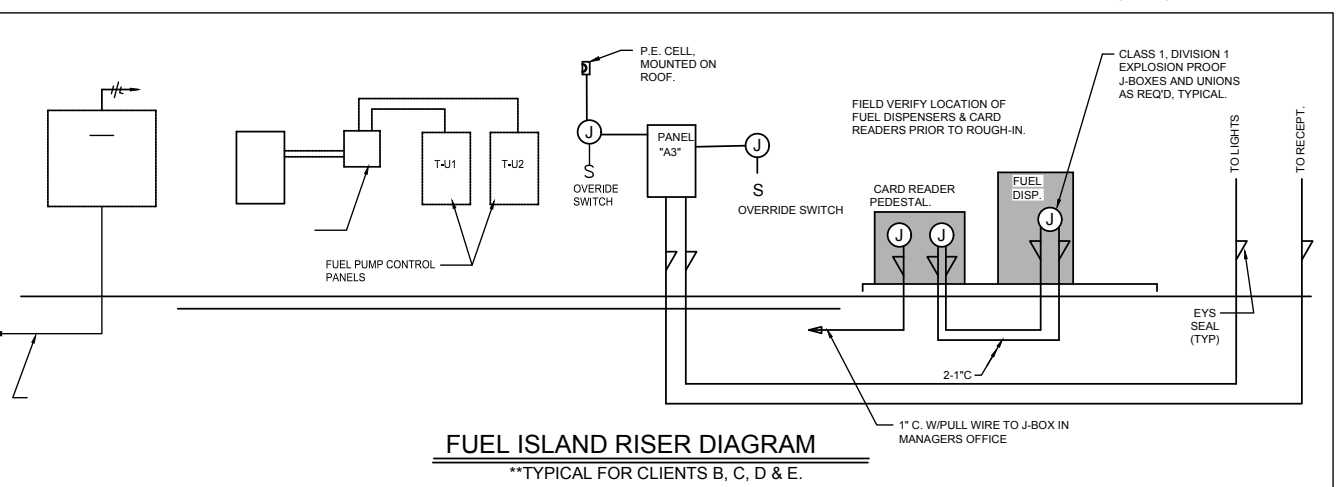 P.E. CELL,
MOUNTED ON
ROOF.
CLASS 1, DIVISION 1
EXPLOSION PROOF
J-BOXES AND UNIONS
AS REQ'D, TYPICAL.
FIELD VERIFY LOCATION OF
FUEL DISPENSERS & CARD
READERS PRIOR TO ROUGH-IN.
TO LIGHTS
TO RECEPT.
T-U1
T-U2
J
PANEL
"A3"
J
S
OVERIDE
SWITCH
S
OVERRIDE SWITCH
CARD READER
PEDESTAL.
FUEL
DISP.
J
J
J
FUEL PUMP CONTROL
PANELS
EYS
SEAL
(TYP)
2-1"C
1" C. W/PULL WIRE TO J-BOX IN
MANAGERS OFFICE
FUEL ISLAND RISER DIAGRAM
**TYPICAL FOR CLIENTS B, C, D & E.